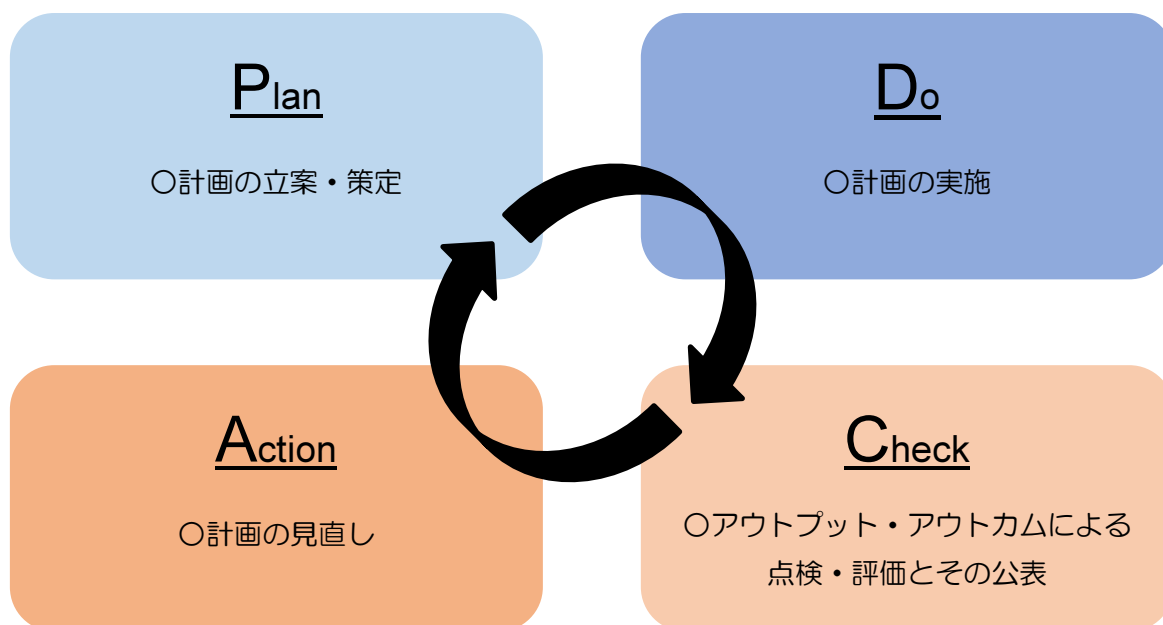 Plan
〇計画の立案・策定
Do
〇計画の実施
Action
〇計画の見直し
Check
〇アウトプット・アウトカムによる
点検・評価とその公表